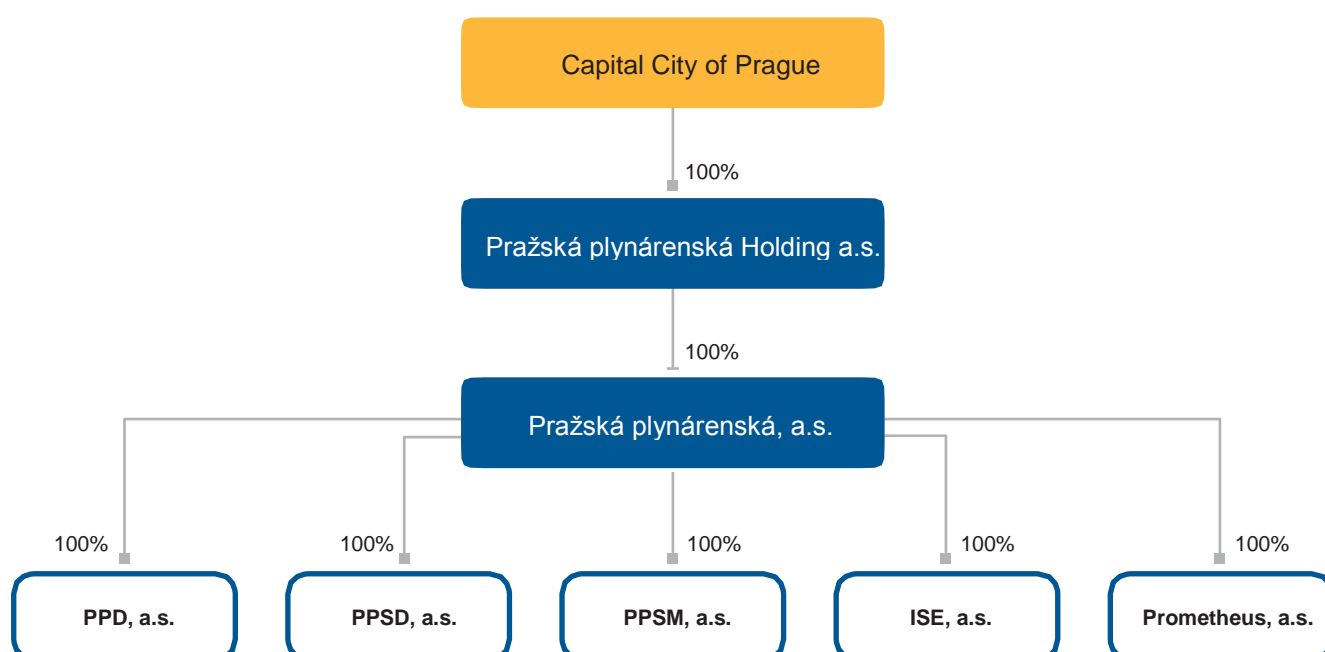 Capital City of Prague
100%
Pražská plynárenská Holding a.s.
100%
Pražská plynárenská, a.s.
100%
100%
100%
100%
100%
PPD, a.s.
PPSD, a.s.
PPSM, a.s.
ISE, a.s.
Prometheus, a.s.